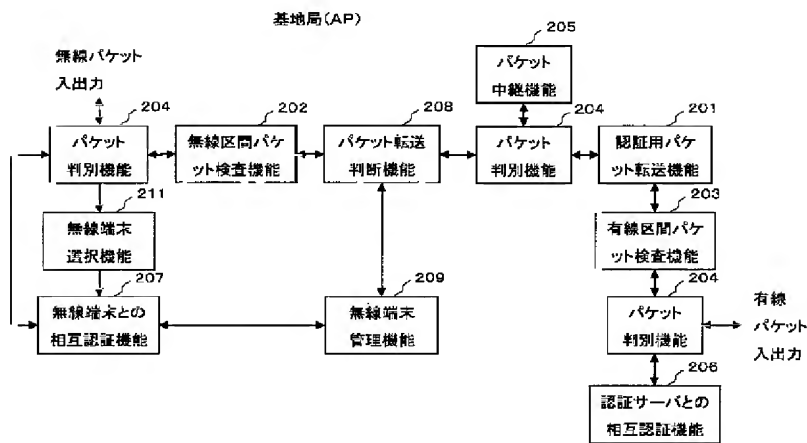 基地局(AP)
無線パケット
入出力
204
パケット
判別機能
202
無線区間パケ
ット検査機能
208
パケット転送
判断機能
205
パケット
中継機能
204
パケット
判別機能
201
認証用パケ
ット転送機能
211
無線端末
選択機能
203
有線区間パケ
ット検査機能
207
無線端末との
相互認証機能
209
無線端末
管理機能
204
パケット
判別機能
有線
パケット
入出力
206
認証サーバとの
相互認証機能